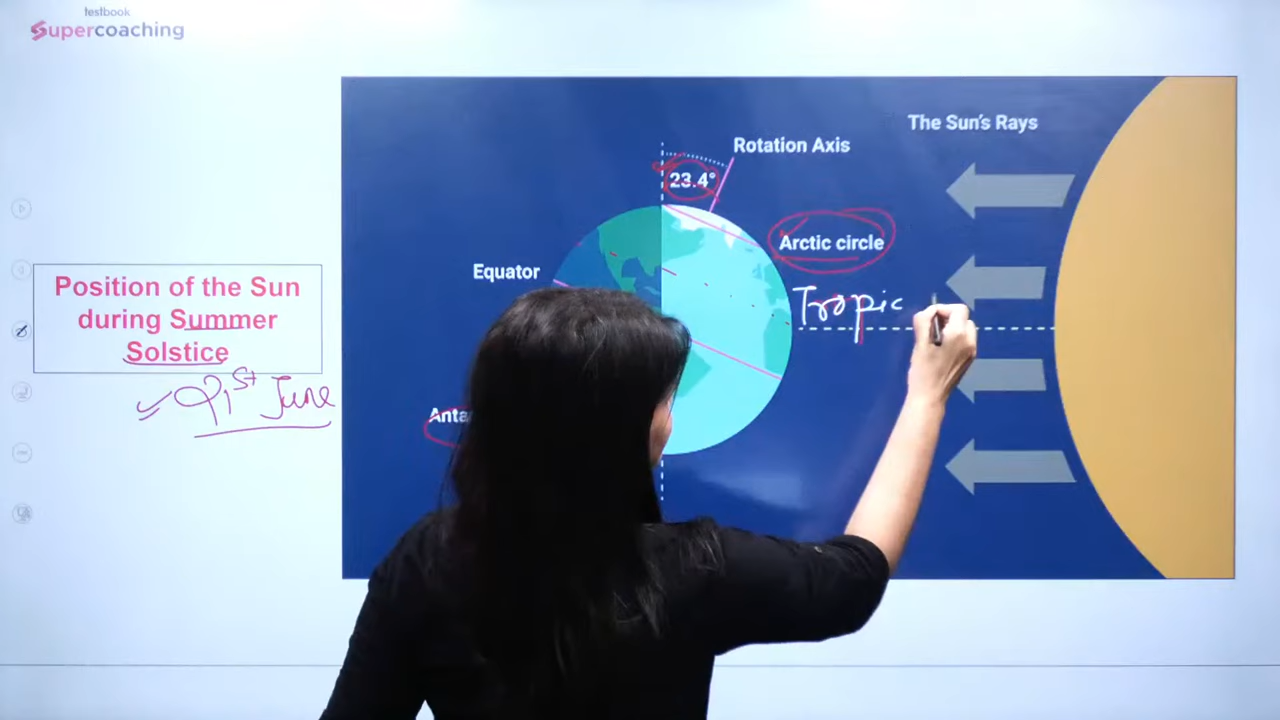 testbook
Supercoaching
The Sun's Rays
Rotation Axis
23.4°
Arctic circle
Equator
Tropic
Position of the Sun
during Summer
Solstice
21st June